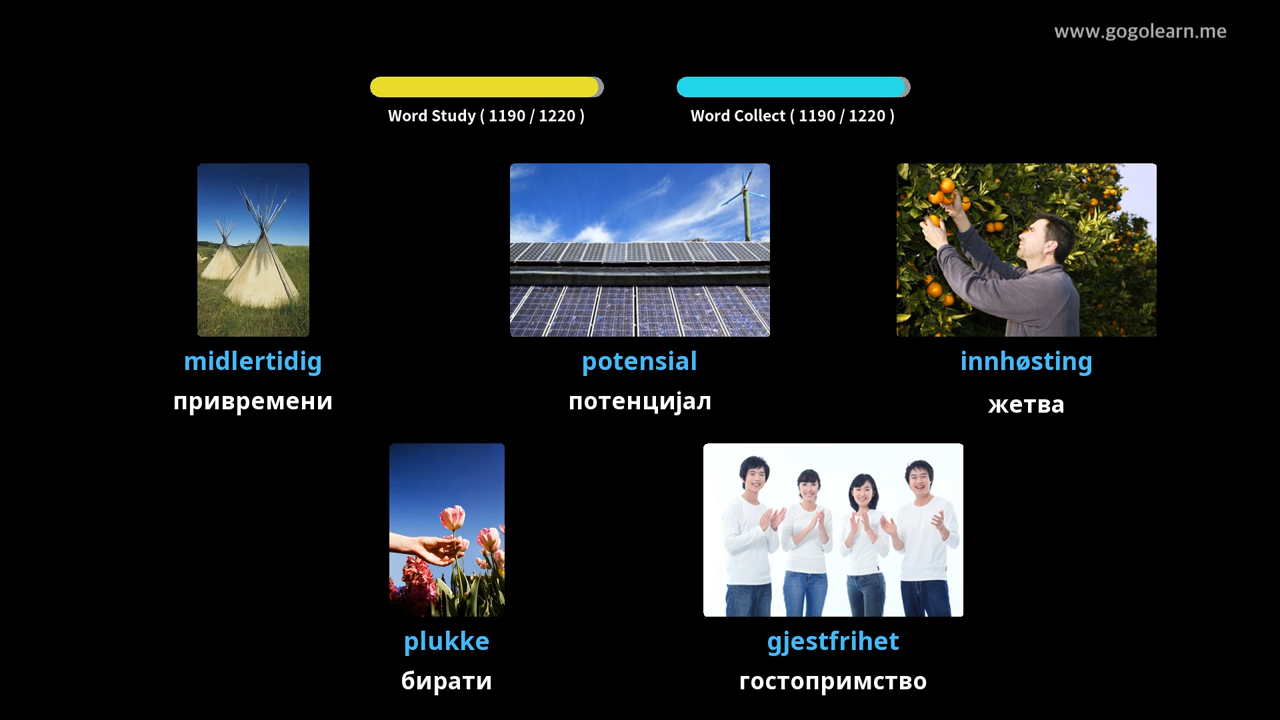 www.gogolearn.me
Word Study ( 1190 / 1220 )
Word Collect ( 1190 / 1220 )
midlertidig
привремени
potensial
потенцијал
innhøsting
жетва
plukke
бирати
gjestfrihet
гостопримство